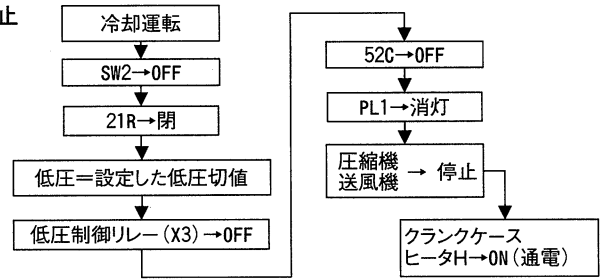 止
冷却運転
SW2→OFF
21R→閉
低圧＝設定した低圧切値
低圧制御リレー（X3）→OFF
52C→OFF
PL1→消灯
圧縮機
送風機 → 停止
クランクケース
ヒータH→ON（通電）